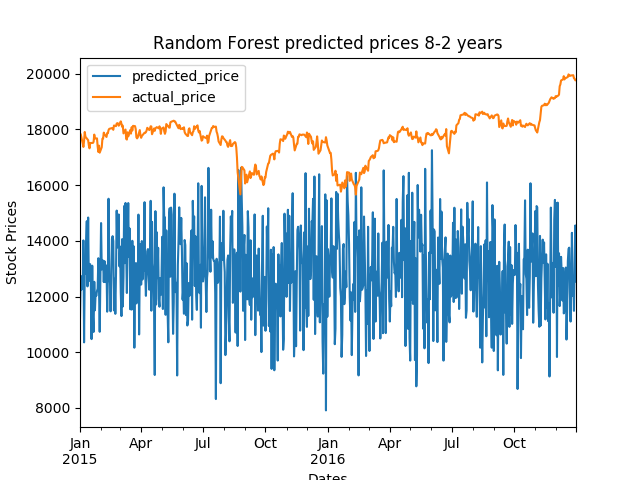 Random Forest predicted prices 8-2 years
predicted_price
actual_price
20000
18000
16000
14000
12000
10000
8000
Stock Prices
Jan Apr Jul Oct Jan Apr Jul Oct
2015 2016
Dates